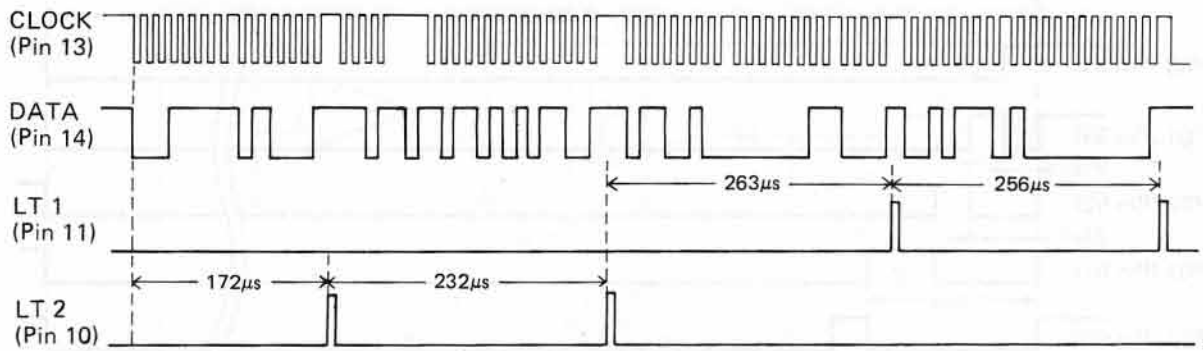 CLOCK
(Pin 13)
DATA
(Pin 14)
263μs
256μs
LT 1
(Pin 11)
172μs
232μs
LT 2
(Pin 10)